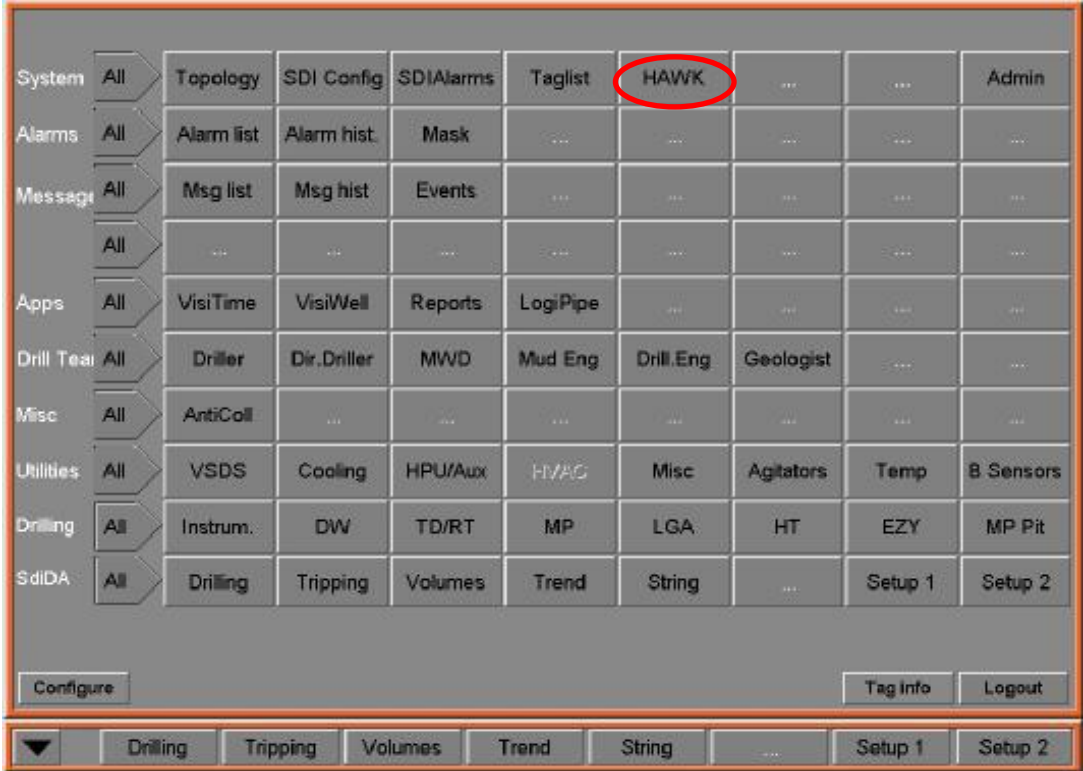 System All Topology SDI Config SDIAlarms Taglist HAWK ... ... Admin
Alarms All Alarm list Alarm hist. Mask ... ... ... ... ...
Message All Msg list Msg hist Events ... ... ... ... ...
All ... ... ... ... ... ... ... ...
Apps All VisiTime VisiWell Reports LogiPipe ... ... ... ...
Drill Tea All Driller Dir.Driller MWD Mud Eng Drill.Eng Geologist ... ...
Misc All AntiColl ... ... ... ... ... ... ...
Utilities All VSDS Cooling HPU/Aux HVAC Misc Agitators Temp B Sensors
Drilling All Instrum. DW TD/RT MP LGA HT EZY MP Pit
SdiDA All Drilling Tripping Volumes Trend String ... Setup 1 Setup 2
Configure Tag info Logout
Drilling Tripping Volumes Trend String ... Setup 1 Setup 2